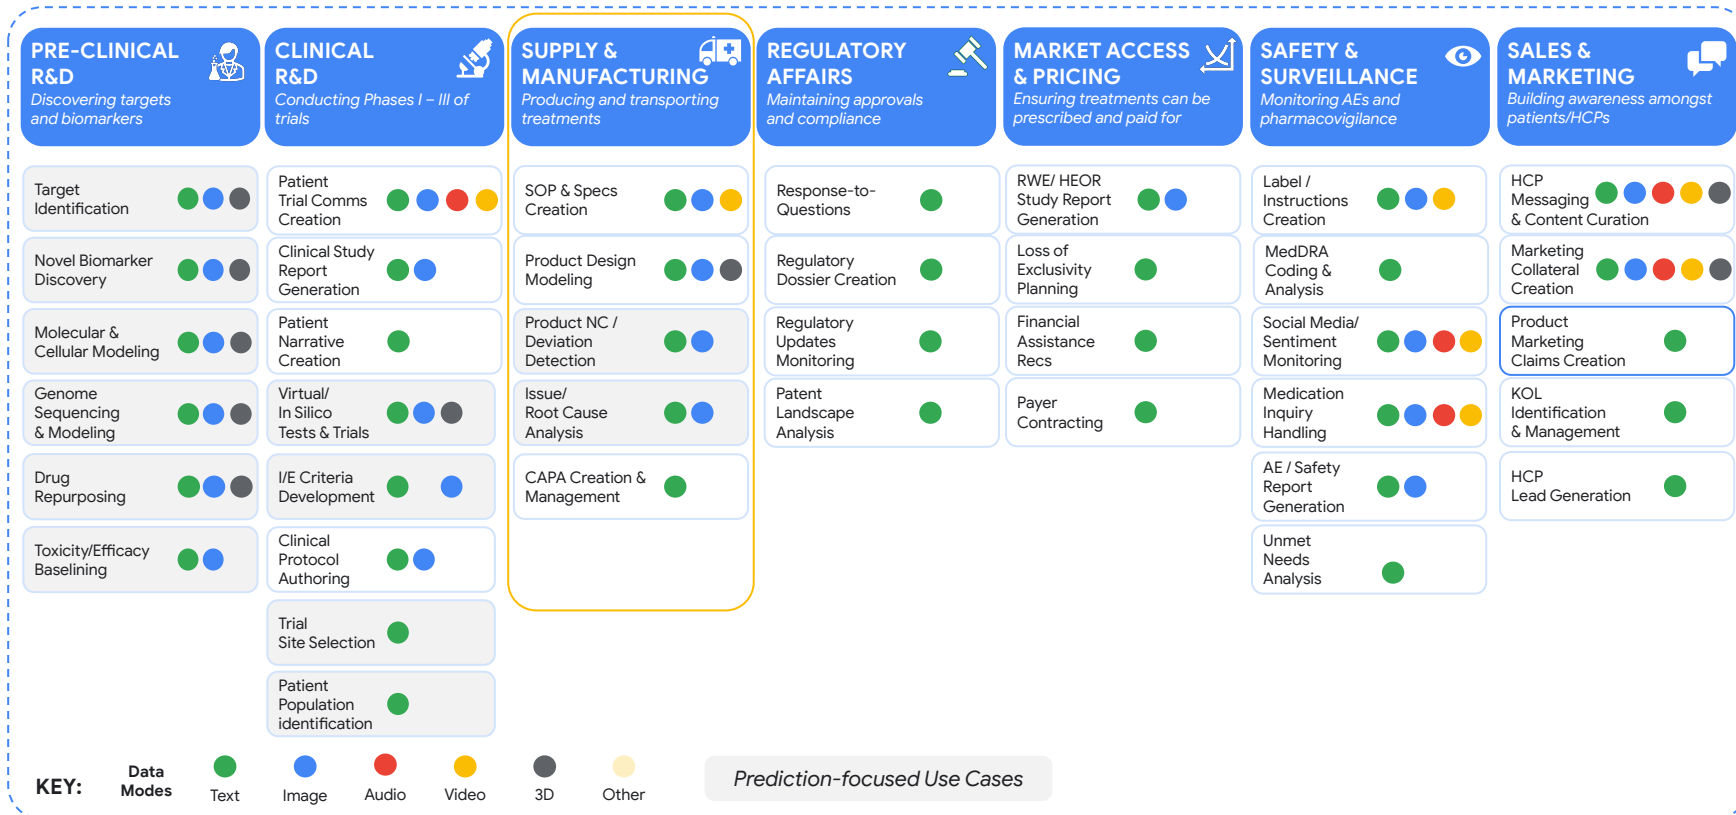 PRE-CLINICAL
R&D
Discovering targets
and biomarkers
Target
Identification
Novel Biomarker
Discovery
Molecular &
Cellular Modeling
Genome
Sequencing
& Modeling
Drug
Repurposing
Toxicity/Efficacy
Baselining
CLINICAL
R&D
Conducting Phases I – III of
trials
Patient
Trial Comms
Creation
Clinical Study
Report
Generation
Patient
Narrative
Creation
Virtual/
In Silico
Tests & Trials
I/E Criteria
Development
Clinical
Protocol
Authoring
Trial
Site Selection
Patient
Population
identification
SUPPLY &
MANUFACTURING
Producing and transporting
treatments
SOP & Specs
Creation
Product Design
Modeling
Product NC /
Deviation
Detection
Issue/
Root Cause
Analysis
CAPA Creation &
Management
REGULATORY
AFFAIRS
Maintaining approvals
and compliance
Response-to-
Questions
Regulatory
Dossier Creation
Regulatory
Updates
Monitoring
Patent
Landscape
Analysis
MARKET ACCESS
& PRICING
Ensuring treatments can be
prescribed and paid for
RWE/ HEOR
Study Report
Generation
Loss of
Exclusivity
Planning
Financial
Assistance
Recs
Payer
Contracting
SAFETY &
SURVEILLANCE
Monitoring AEs and
pharmacovigilance
Label /
Instructions
Creation
MedDRA
Coding &
Analysis
Social Media/
Sentiment
Monitoring
Medication
Inquiry
Handling
AE / Safety
Report
Generation
Unmet
Needs
Analysis
SALES &
MARKETING
Building awareness amongst
patients/HCPs
HCP
Messaging
& Content Curation
Marketing
Collateral
Creation
Product
Marketing
Claims Creation
KOL
Identification
& Management
HCP
Lead Generation
KEY:
Data
Modes
Text
Image
Audio
Video
3D
Other
Prediction-focused Use Cases